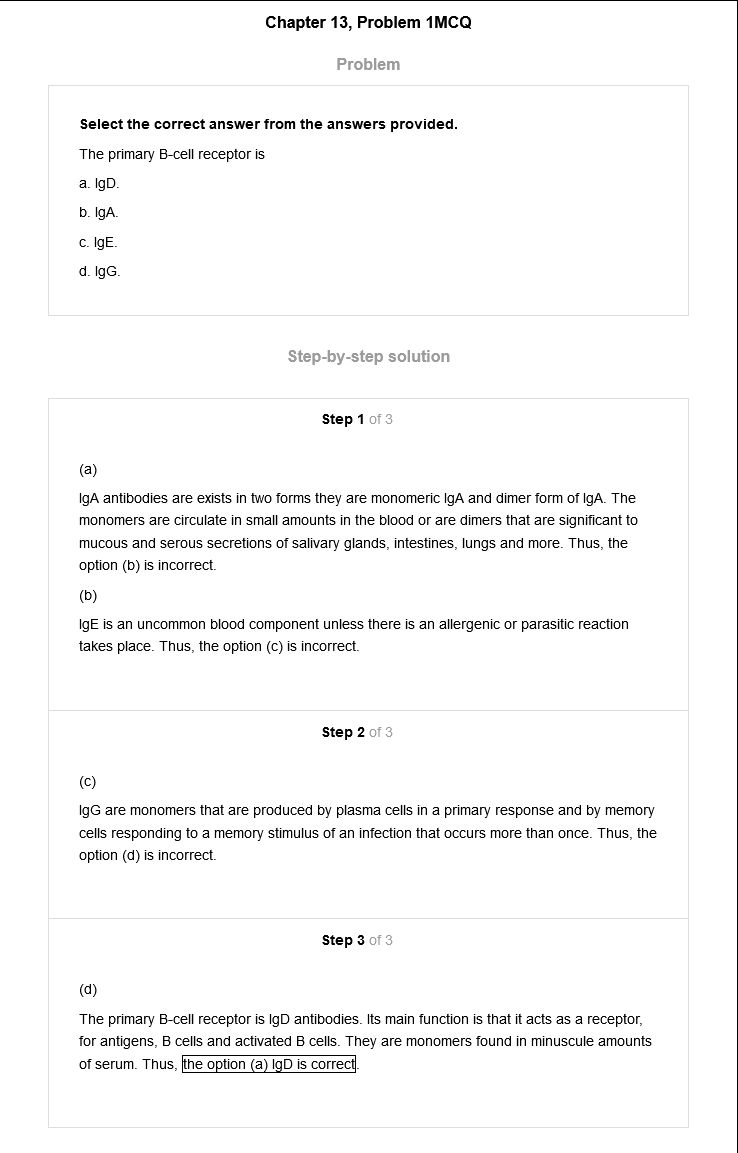 Chapter 13, Problem 1MCQ
Problem
Select the correct answer from the answers provided.
The primary B-cell receptor is
a. IgD.
b. IgA.
c. IgE.
d. IgG.
Step-by-step solution
Step 1 of 3
(a)
IgA antibodies are exists in two forms they are monomeric IgA and dimer form of IgA. The
monomers are circulate in small amounts in the blood or are dimers that are significant to
mucous and serous secretions of salivary glands, intestines, lungs and more. Thus, the
option (b) is incorrect.
(b)
IgE is an uncommon blood component unless there is an allergenic or parasitic reaction
takes place. Thus, the option (c) is incorrect.
Step 2 of 3
(c)
IgG are monomers that are produced by plasma cells in a primary response and by memory
cells responding to a memory stimulus of an infection that occurs more than once. Thus, the
option (d) is incorrect.
Step 3 of 3
(d)
The primary B-cell receptor is IgD antibodies. Its main function is that it acts as a receptor,
for antigens, B cells and activated B cells. They are monomers found in minuscule amounts
of serum. Thus, the option (a) IgD is correct.